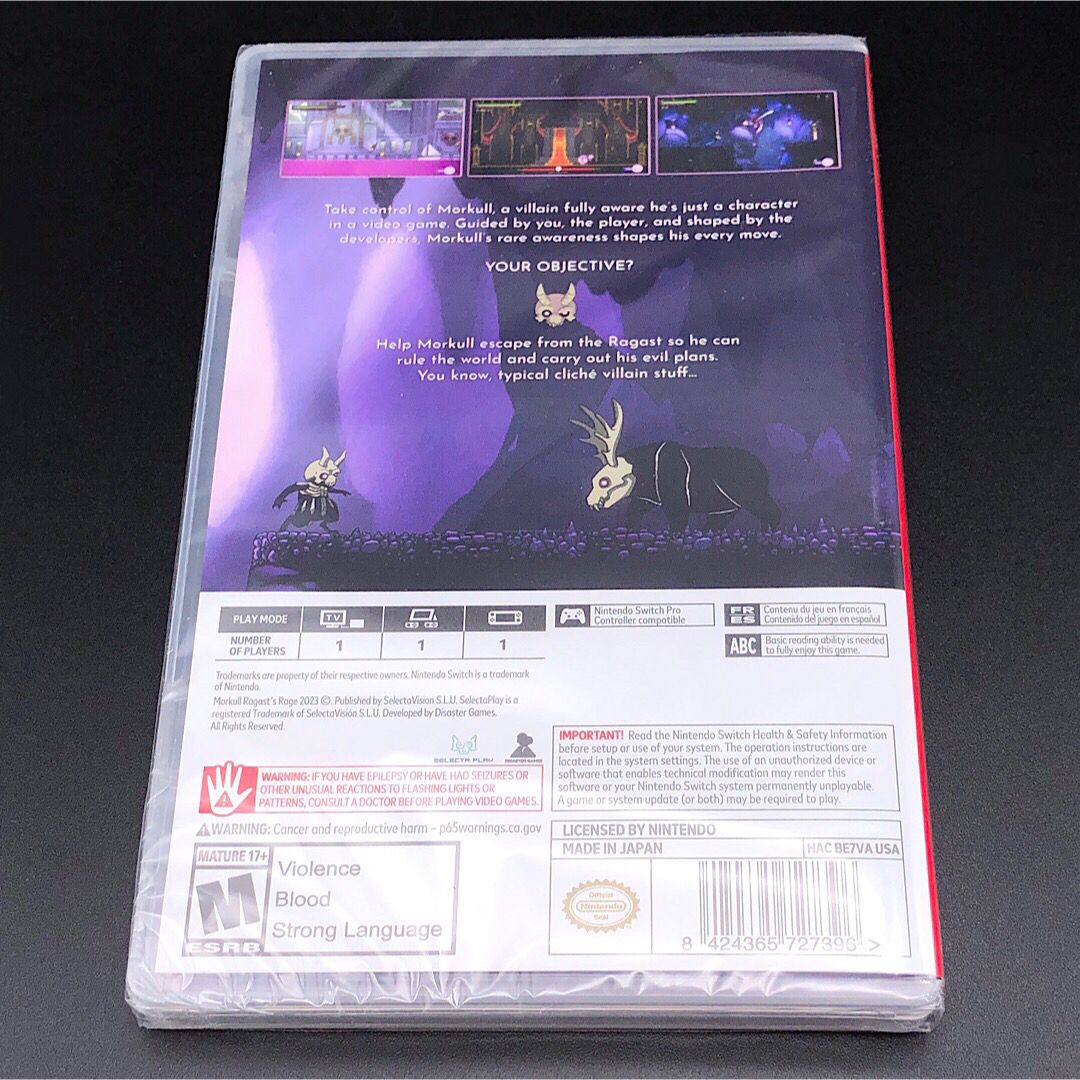 Take control of Morkull, a villain fully aware he's just a character
in a video game. Guided by you, the player, and shaped by the
developers, Morkull's rare awareness shapes his every move.
YOUR OBJECTIVE?
Help Morkull escape from the Ragast so he can
rule the world and carry out his evil plans.
You know, typical cliché villain stuff...
PLAY MODE
TV
NUMBER
OF PLAYERS
1
1
1
Nintendo Switch Pro
Controller compatible
FR
ES
Contenu du jeu en français
Contenido del juego en español
ABC
Basic reading ability is needed
to fully enjoy this game.
Trademarks are property of their respective owners. Nintendo Switch is a trademark
of Nintendo.
Morkull Ragast's Rage 2023 ©. Published by SelectaVision S.L.U. SelectaPlay is a
registered Trademark of SelectaVisión S.L.U. Developed by Disaster Games.
All Rights Reserved.
SELECTA PLAY
DISASTER GAMES
WARNING: IF YOU HAVE EPILEPSY OR HAVE HAD SEIZURES OR
OTHER UNUSUAL REACTIONS TO FLASHING LIGHTS OR
PATTERNS, CONSULT A DOCTOR BEFORE PLAYING VIDEO GAMES.
WARNING: Cancer and reproductive harm – p65warnings.ca.gov
IMPORTANT! Read the Nintendo Switch Health & Safety Information
before setup or use of your system. The operation instructions are
located in the system settings. The use of an unauthorized device or
software that enables technical modification may render this
software or your Nintendo Switch system permanently unplayable.
A game or system update (or both) may be required to play.
MATURE 17+
M
ESRB
Violence
Blood
Strong Language
LICENSED BY NINTENDO
MADE IN JAPAN
HAC BE7VA USA
Official
Nintendo
Seal
8 424365 727396 >